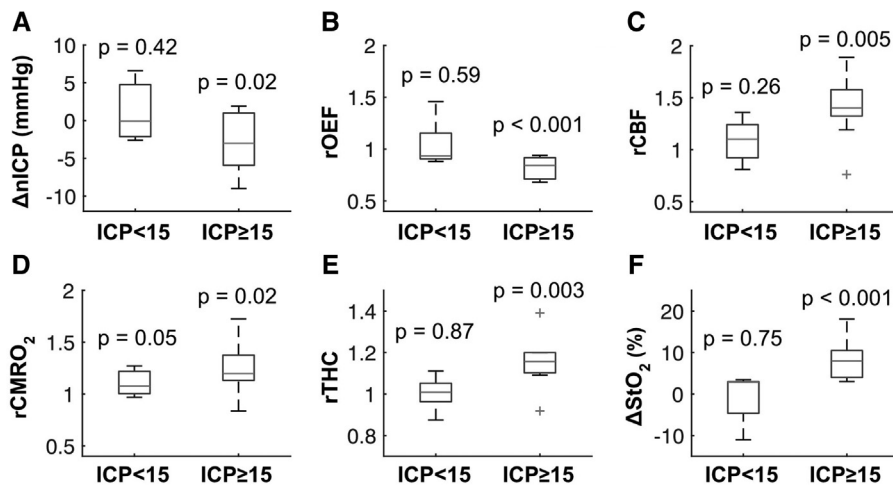 A
ΔnICP (mmHg)
10
5
0
-5
-10
p = 0.42
p = 0.02
ICP<15
ICP≥15
B
rOEF
2
1.5
1
0.5
p = 0.59
p < 0.001
ICP<15
ICP≥15
C
rCBF
2
1.5
1
0.5
p = 0.26
p = 0.005
ICP<15
ICP≥15
D
rCMRO₂
2
1.5
1
0.5
p = 0.05
p = 0.02
ICP<15
ICP≥15
E
rTHC
1.4
1.2
1
0.8
p = 0.87
p = 0.003
ICP<15
ICP≥15
F
ΔStO₂ (%)
20
10
0
-10
p = 0.75
p < 0.001
ICP<15
ICP≥15